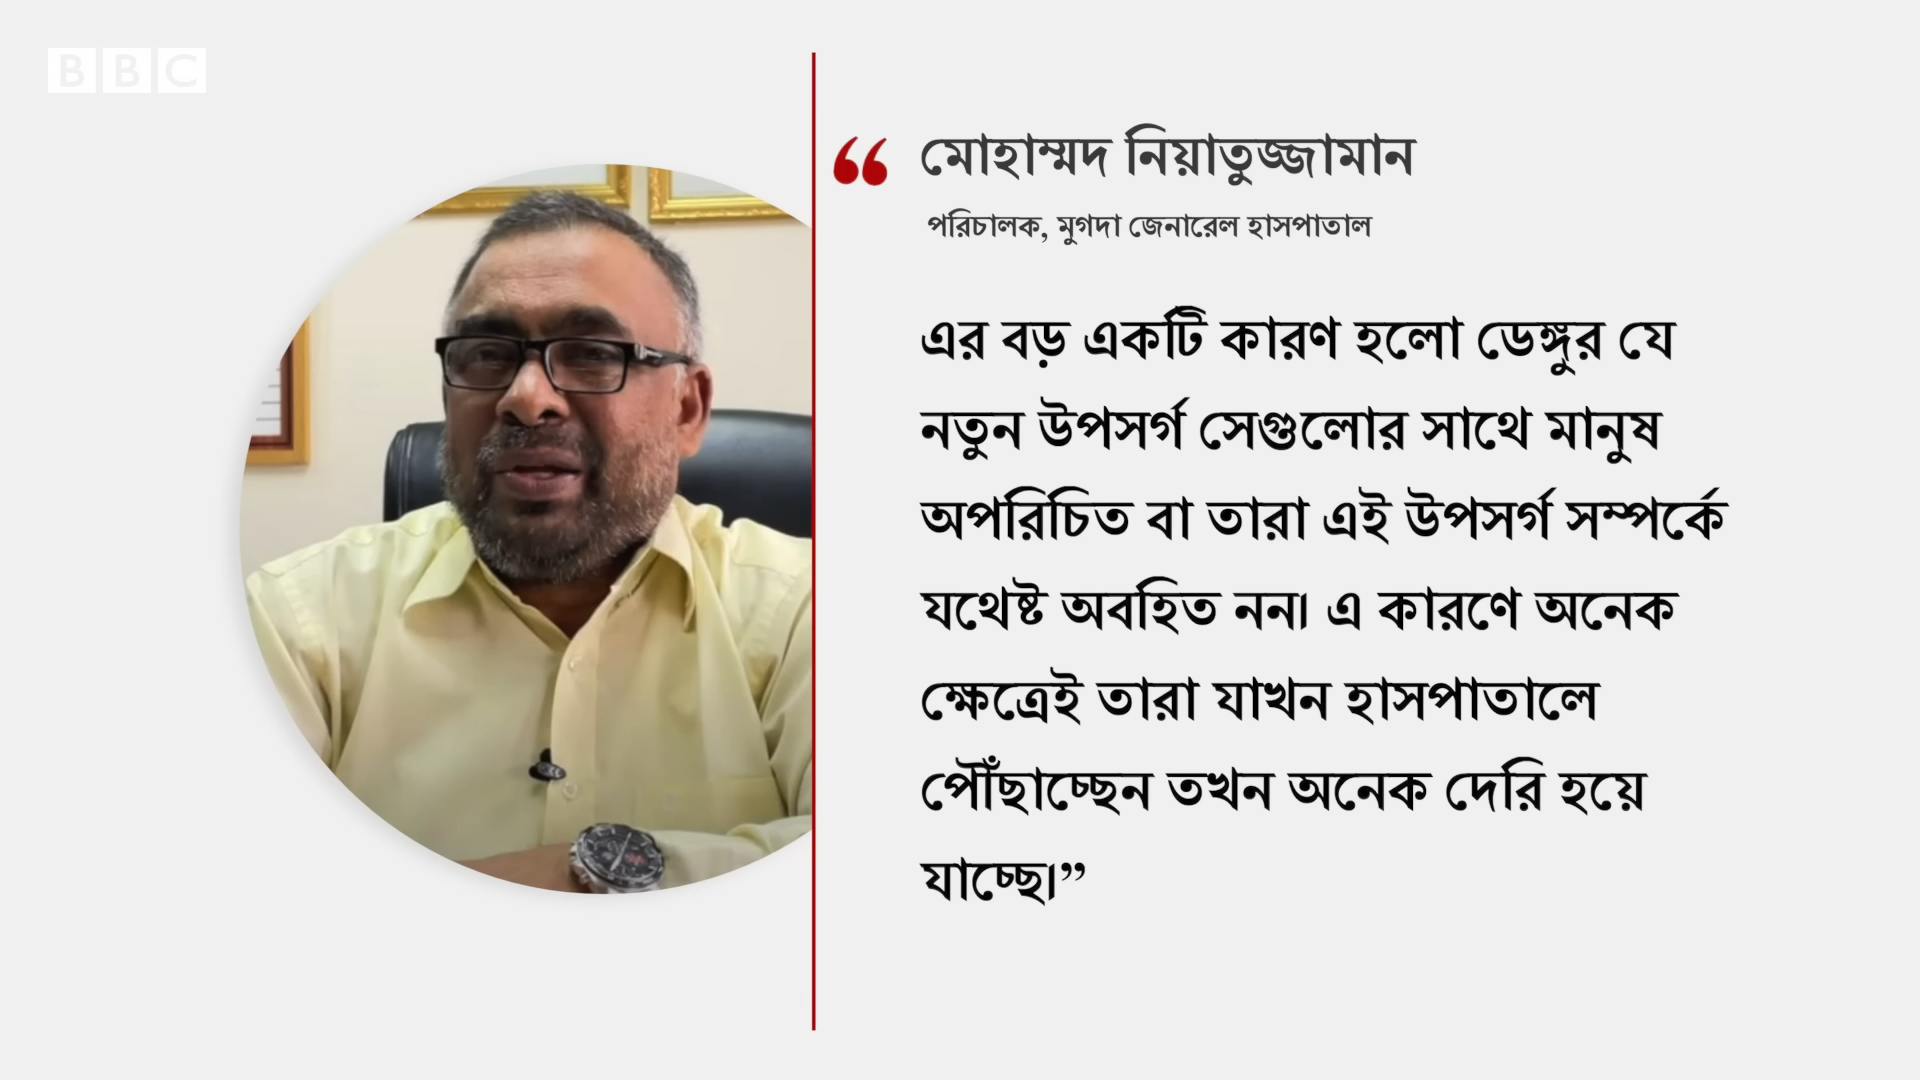 BBC
“ মোহাম্মদ নিয়াতুজ্জামান
পরিচালক, মুগদা জেনারেল হাসপাতাল
এর বড় একটি কারণ হলো ডেঙ্গুর যে
নতুন উপসর্গ সেগুলোর সাথে মানুষ
অপরিচিত বা তারা এই উপসর্গ সম্পর্কে
যথেষ্ট অবহিত নন। এ কারণে অনেক
ক্ষেত্রেই তারা যাখন হাসপাতালে
পৌঁছাচ্ছেন তখন অনেক দেরি হয়ে
যাচ্ছে।”